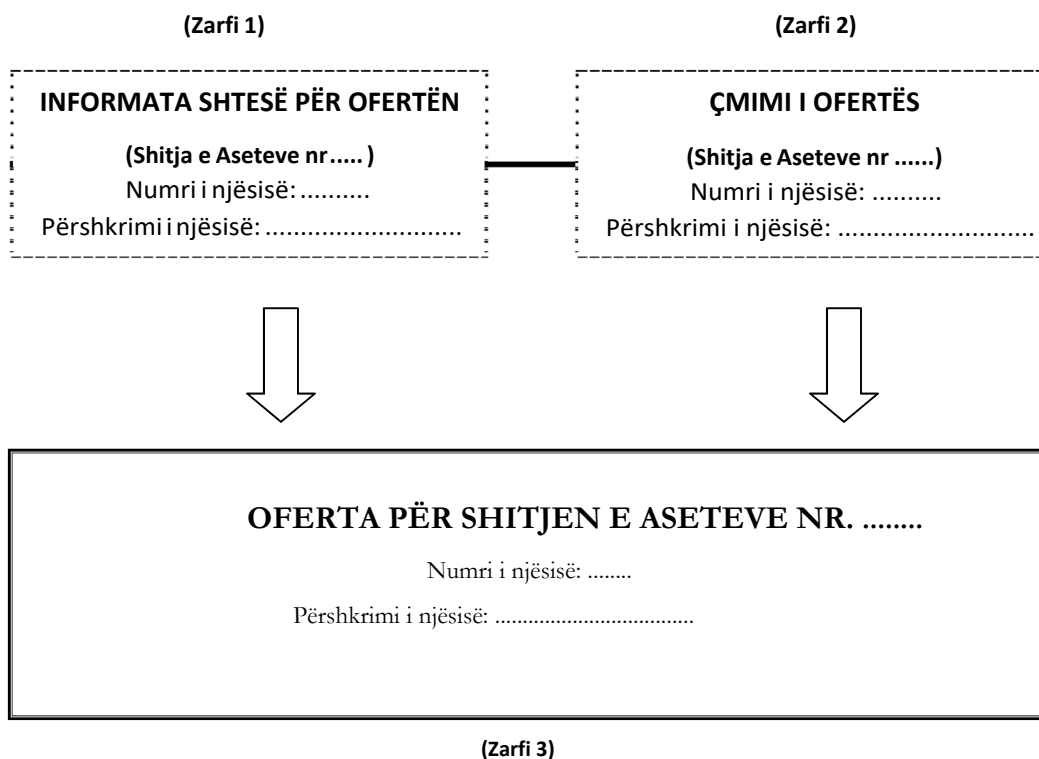 (Zarfi 1)
INFORMATA SHTESË PËR OFERTËN
(Shitja e Aseteve nr..... )
Numri i njësisë: ..........
Përshkrimi i njësisë: ............................
(Zarfi 2)
ÇMIMI I OFERTËS
(Shitja e Aseteve nr ......)
Numri i njësisë: ..........
Përshkrimi i njësisë: ............................
OFERTA PËR SHITJEN E ASETEVE NR. ........
Numri i njësisë: ........
Përshkrimi i njësisë: ....................................
(Zarfi 3)